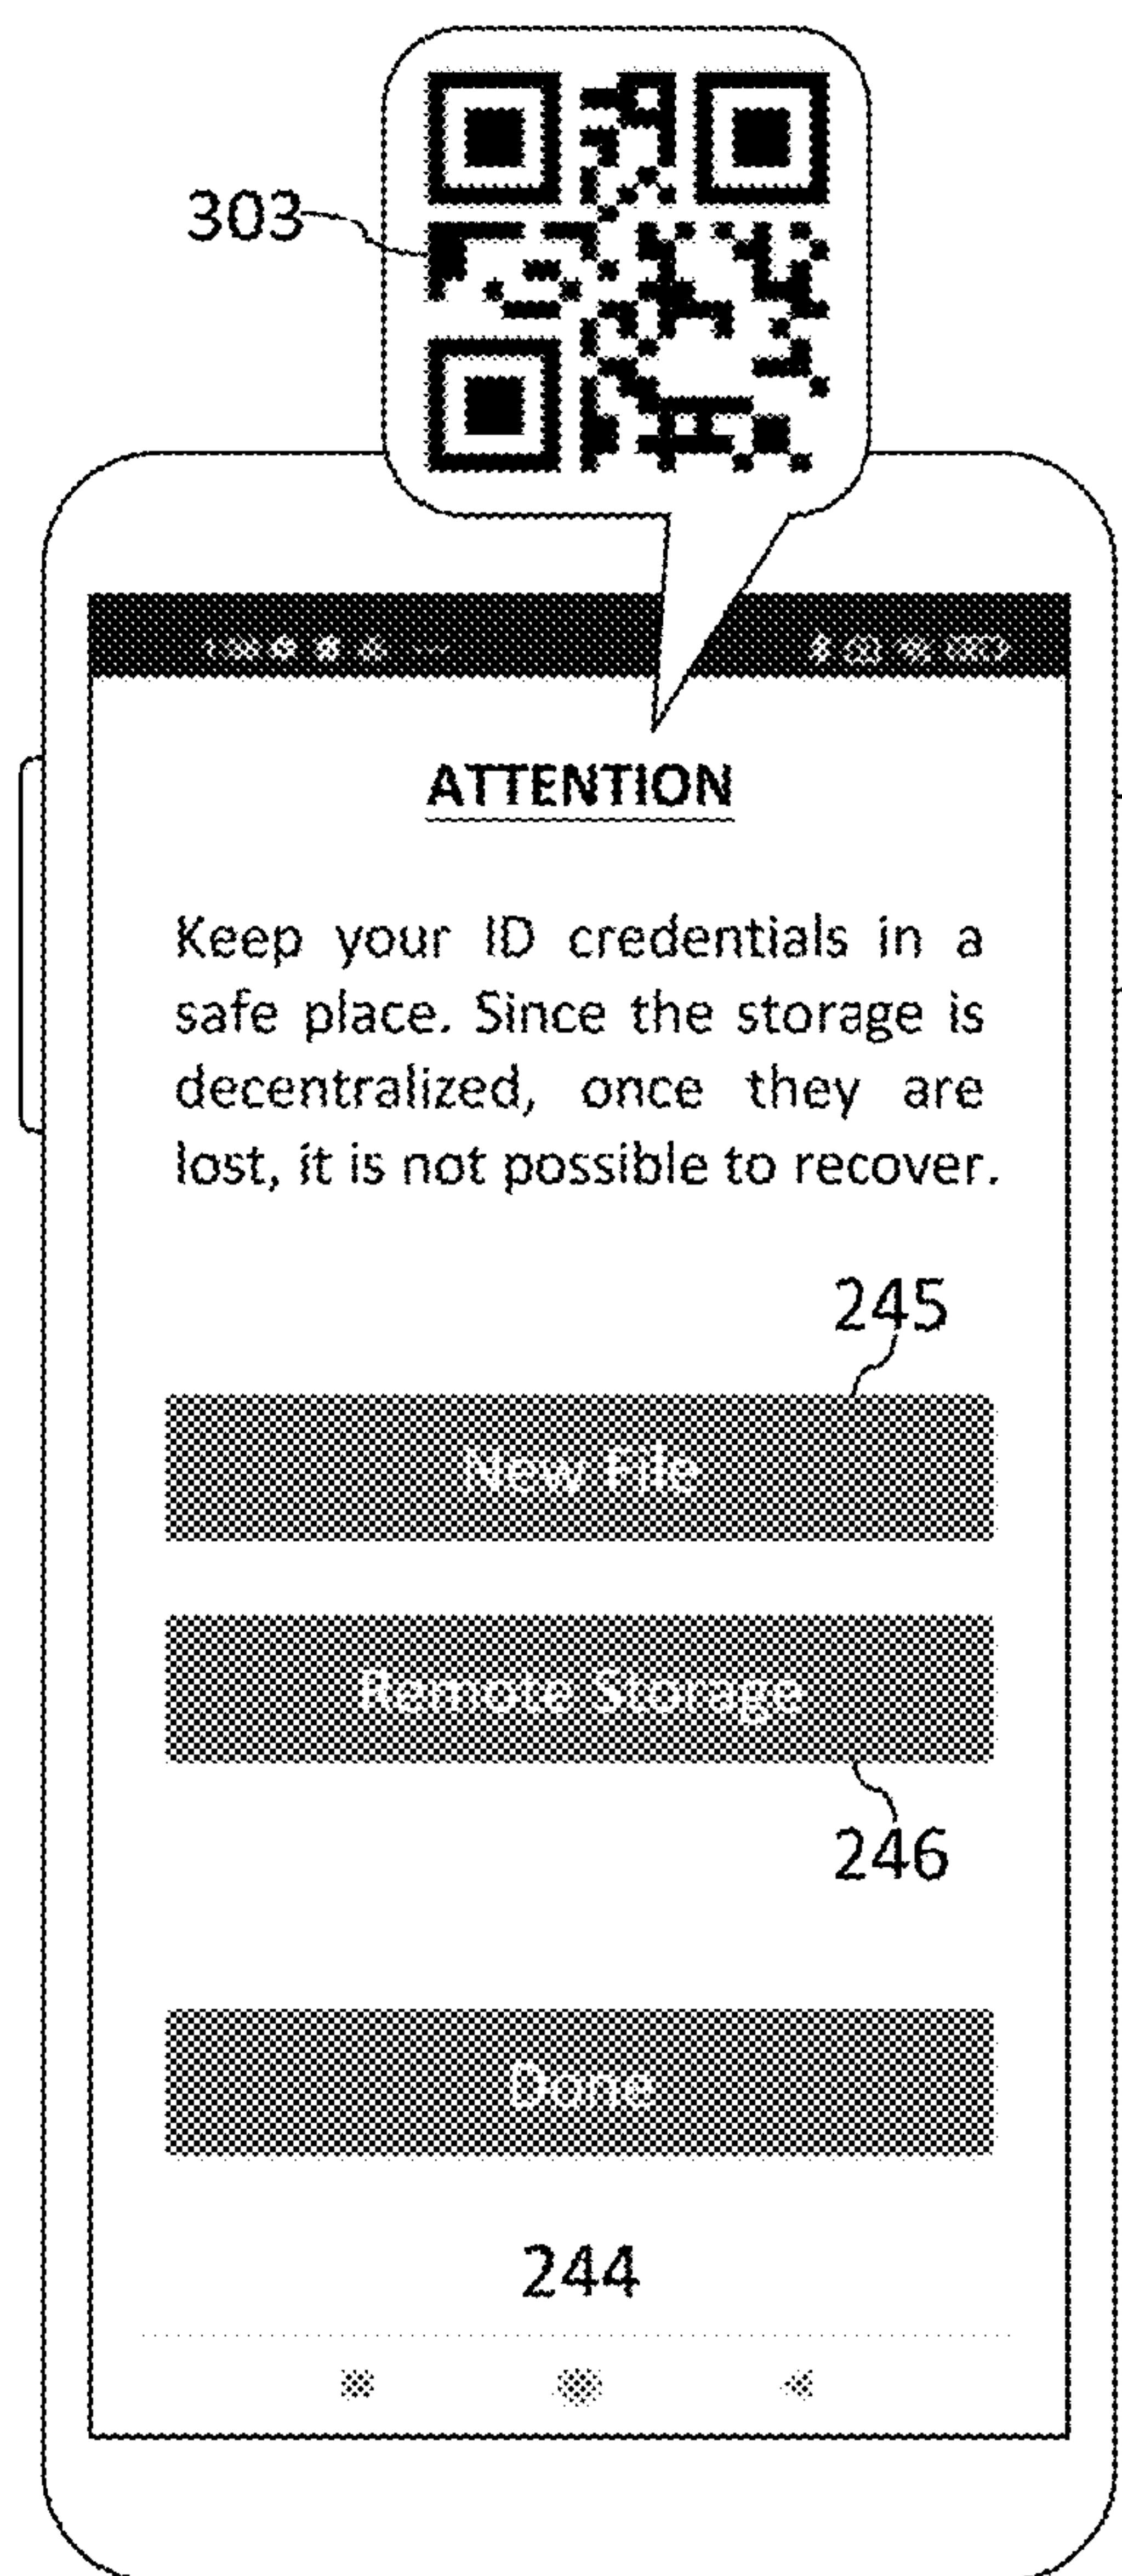 303
ATTENTION
Keep your ID credentials in a
safe place. Since the storage is
decentralized, once they are
lost, it is not possible to recover.
245
New File
Remote Storage
246
Done
244